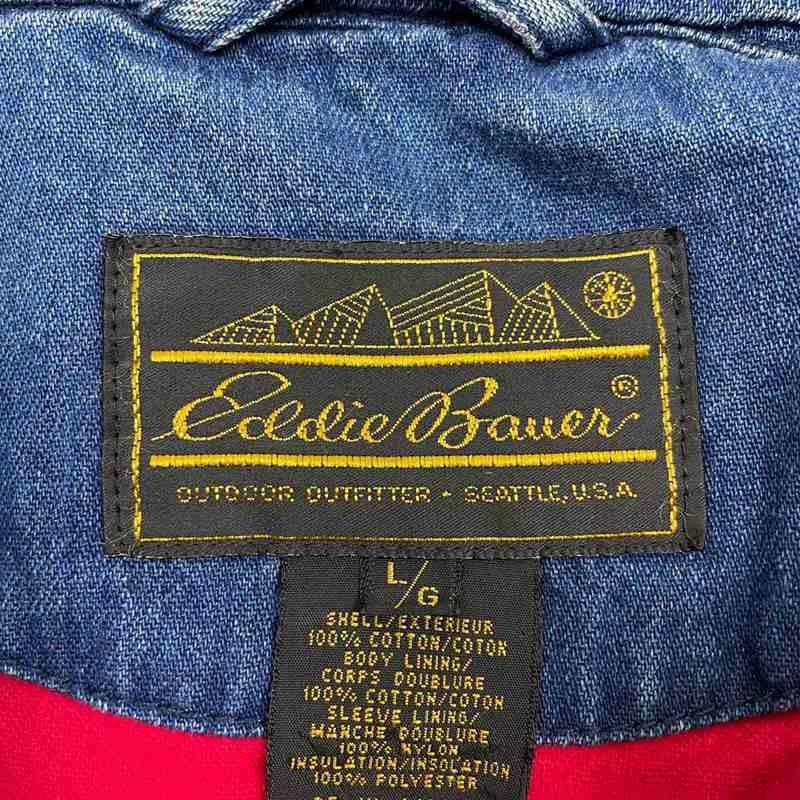 Eddie Bauer ®
OUTDOOR OUTFITTER • SEATTLE, U.S.A.
L/G
SHELL/EXTERIEUR
100% COTTON/COTON
BODY LINING/
CORPS DOUBLURE
100% COTTON/COTON
SLEEVE LINING/
MANCHE DOUBLURE
100% NYLON
INSULATION/INSOLATION
100% POLYESTER